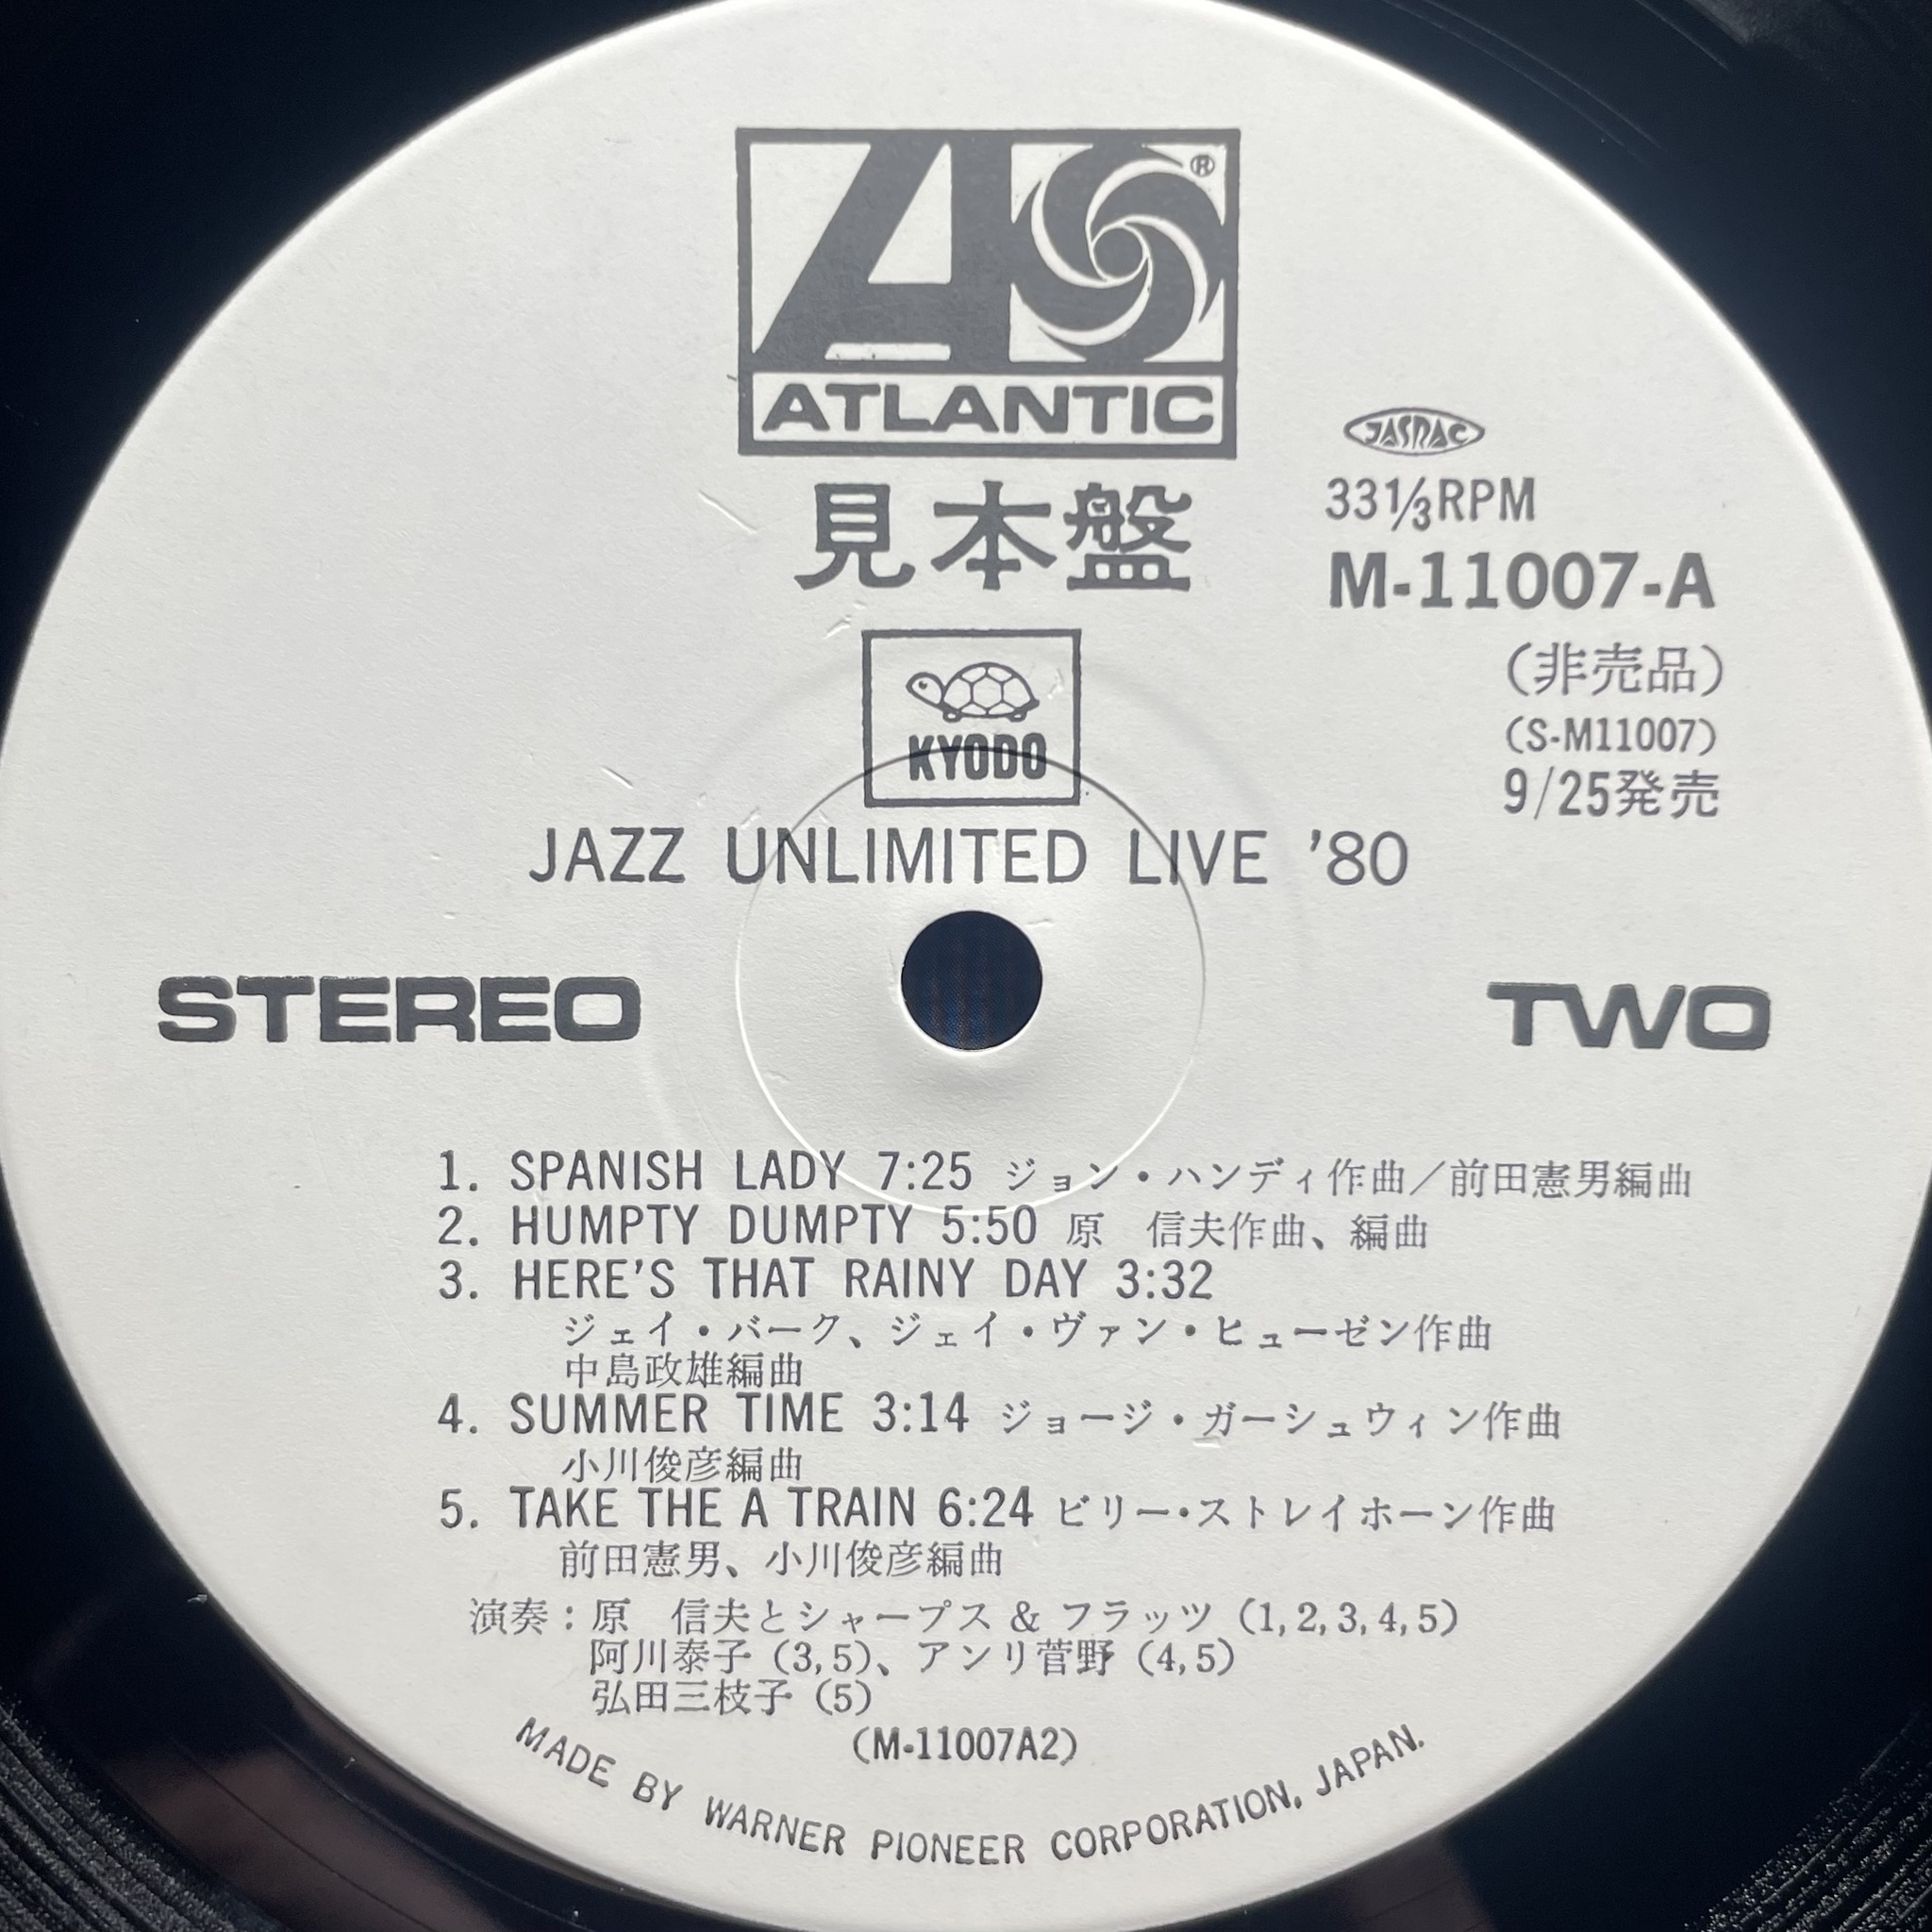 ATLANTIC
®
見本盤
JASRAC
33 1/3 RPM
M-11007-A
(非売品)
(S-M11007)
9/25発売
KYODO
JAZZ UNLIMITED LIVE '80
STEREO
TWO
1. SPANISH LADY 7:25 ジョン・ハンディ作曲/前田憲男編曲
2. HUMPTY DUMPTY 5:50 原 信夫作曲、編曲
3. HERE'S THAT RAINY DAY 3:32
ジェイ・バーク、ジェイ・ヴァン・ヒューゼン作曲
中島政雄編曲
4. SUMMER TIME 3:14 ジョージ・ガーシュウィン作曲
小川俊彦編曲
5. TAKE THE A TRAIN 6:24 ビリー・ストレイホーン作曲
前田憲男、小川俊彦編曲
演奏:原 信夫とシャープス & フラッツ (1,2,3,4,5)
阿川泰子 (3,5)、アンリ菅野 (4,5)
弘田三枝子 (5)
(M-11007A2)
MADE BY WARNER PIONEER CORPORATION, JAPAN.